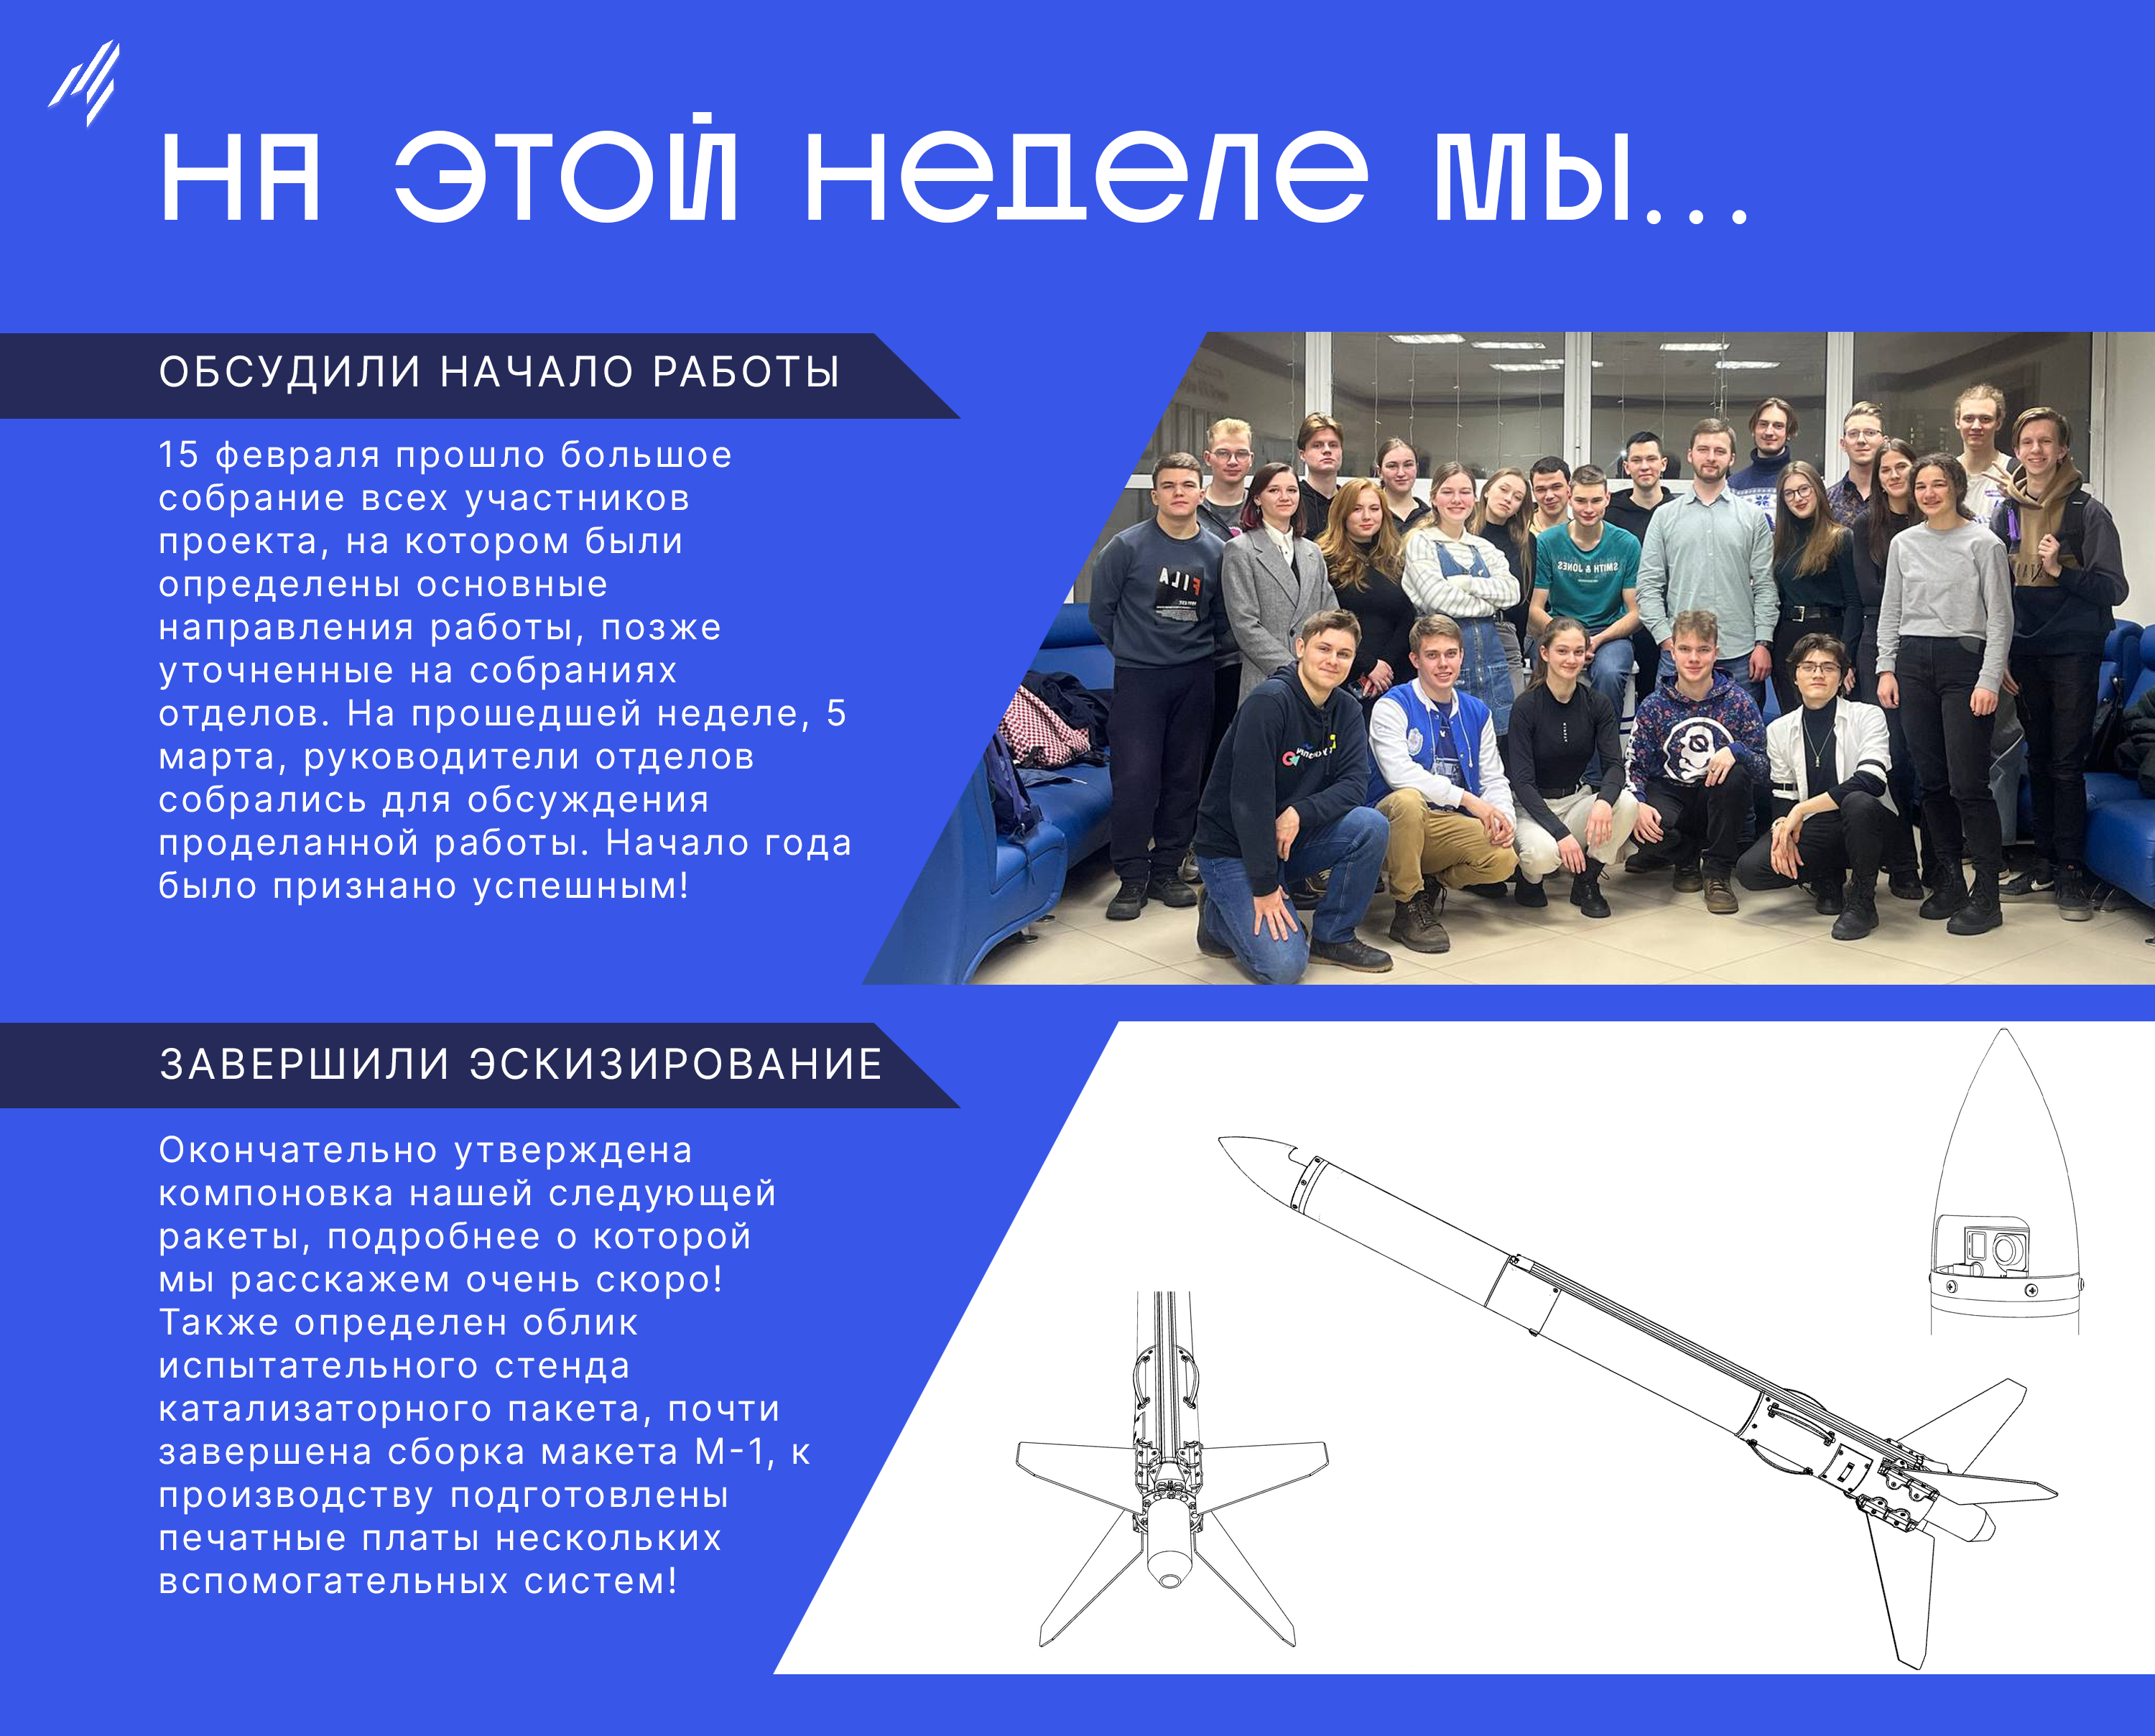 НА ЭТОЙ НЕДЕЛЕ МЫ...
ОБСУДИЛИ НАЧАЛО РАБОТЫ
15 февраля прошло большое
собрание всех участников
проекта, на котором были
определены основные
направления работы, позже
уточненные на собраниях
отделов. На прошедшей неделе, 5
марта, руководители отделов
собрались для обсуждения
проделанной работы. Начало года
было признано успешным!
FILA
SMITH & JONES
ЗАВЕРШИЛИ ЭСКИЗИРОВАНИЕ
Окончательно утверждена
компоновка нашей следующей
ракеты, подробнее о которой
мы расскажем очень скоро!
Также определен облик
испытательного стенда
катализаторного пакета, почти
завершена сборка макета М-1, к
производству подготовлены
печатные платы нескольких
вспомогательных систем!